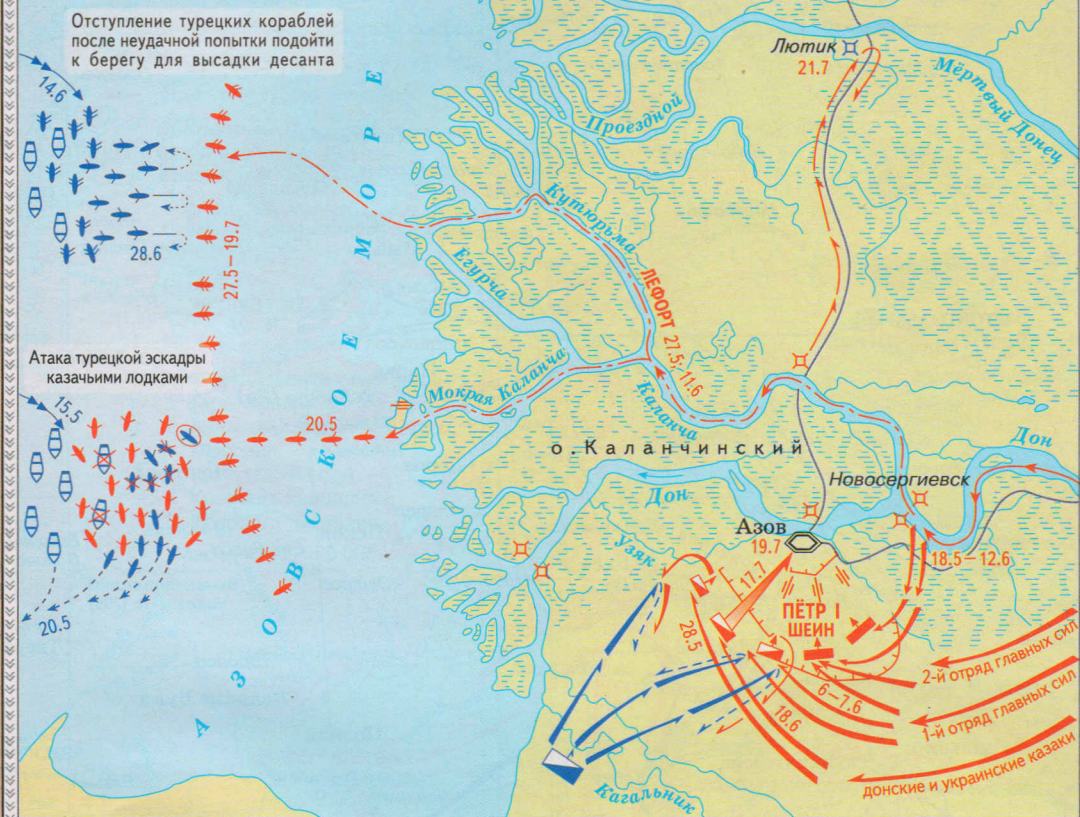 Отступление турецких кораблей
после неудачной попытки подойти
к берегу для высадки десанта
14.6
28.6
27.5–19.7
АЗОВСКОЕ МОРЕ
Лютик
21.7
Мёртвый Донец
Проездной
Кутюрьма
Егурча
ЛЕФОРТ 27.5; 11.6
Мокрая Каланча
Каланча
Атака турецкой эскадры
казачьими лодками
15.5
20.5
20.5
о. Каланчинский
Дон
Новосергиевск
Дон
Азов
19.7
18.5–12.6
узяк
17.7
ПЁТР I
ШЕИН
28.5
6–7.6
18.6
2-й отряд главных сил
1-й отряд главных сил
донские и украинские казаки
Кагальник